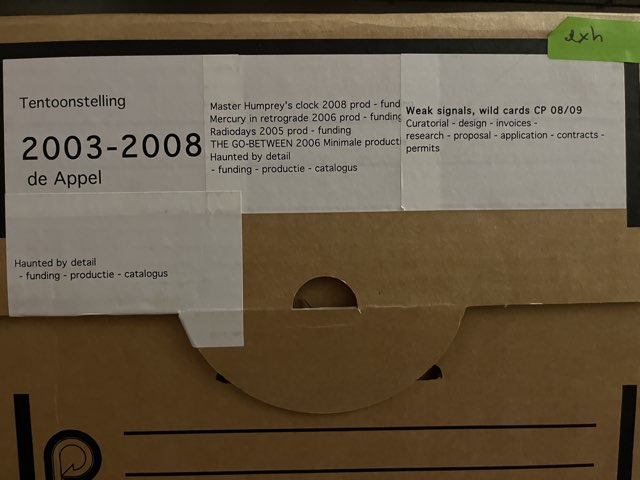 exh
Tentoonstelling
2003-2008
de Appel
Master Humprey's clock 2008 prod - fund
Mercury in retrograde 2006 prod - funding
Radiodays 2005 prod - funding
THE GO-BETWEEN 2006 Minimale product
Haunted by detail
- funding - productie - catalogus
Weak signals, wild cards CP 08/09
Curatorial - design - invoices -
research - proposal - application - contracts -
permits
Haunted by detail
- funding - productie - catalogus